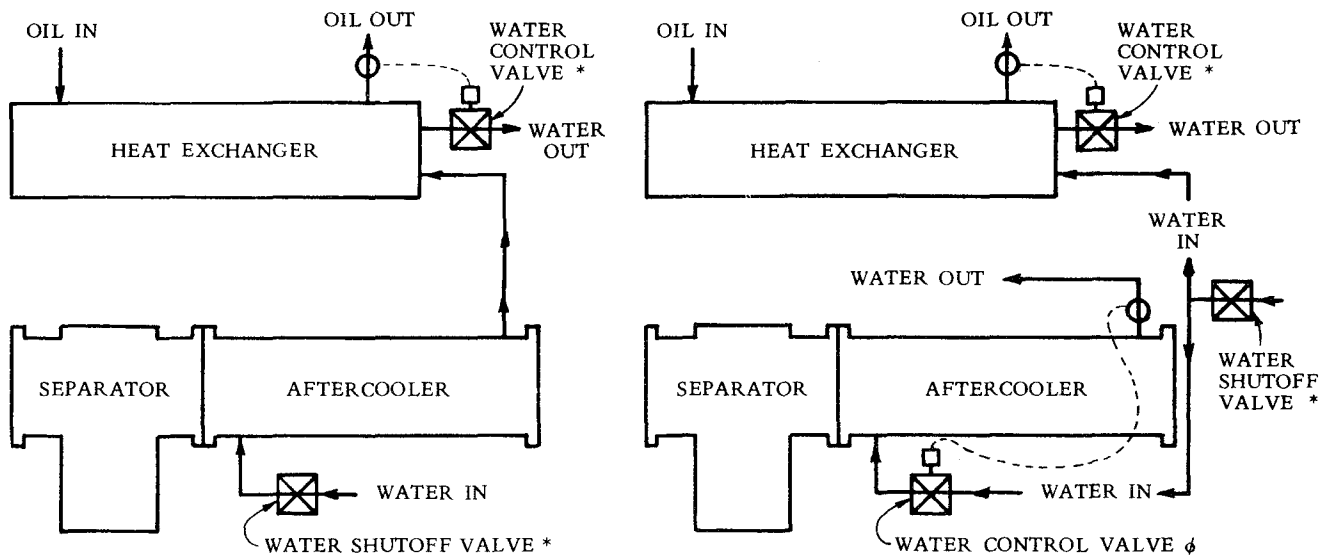 OIL IN
OIL OUT
WATER
CONTROL
VALVE *
HEAT EXCHANGER
WATER
OUT
SEPARATOR
AFTERCOOLER
WATER IN
WATER SHUTOFF VALVE *
OIL IN
OIL OUT
WATER
CONTROL
VALVE *
HEAT EXCHANGER
WATER OUT
WATER
IN
WATER OUT
SEPARATOR
AFTERCOOLER
WATER
SHUTOFF
VALVE *
WATER IN
WATER CONTROL VALVE ϕ